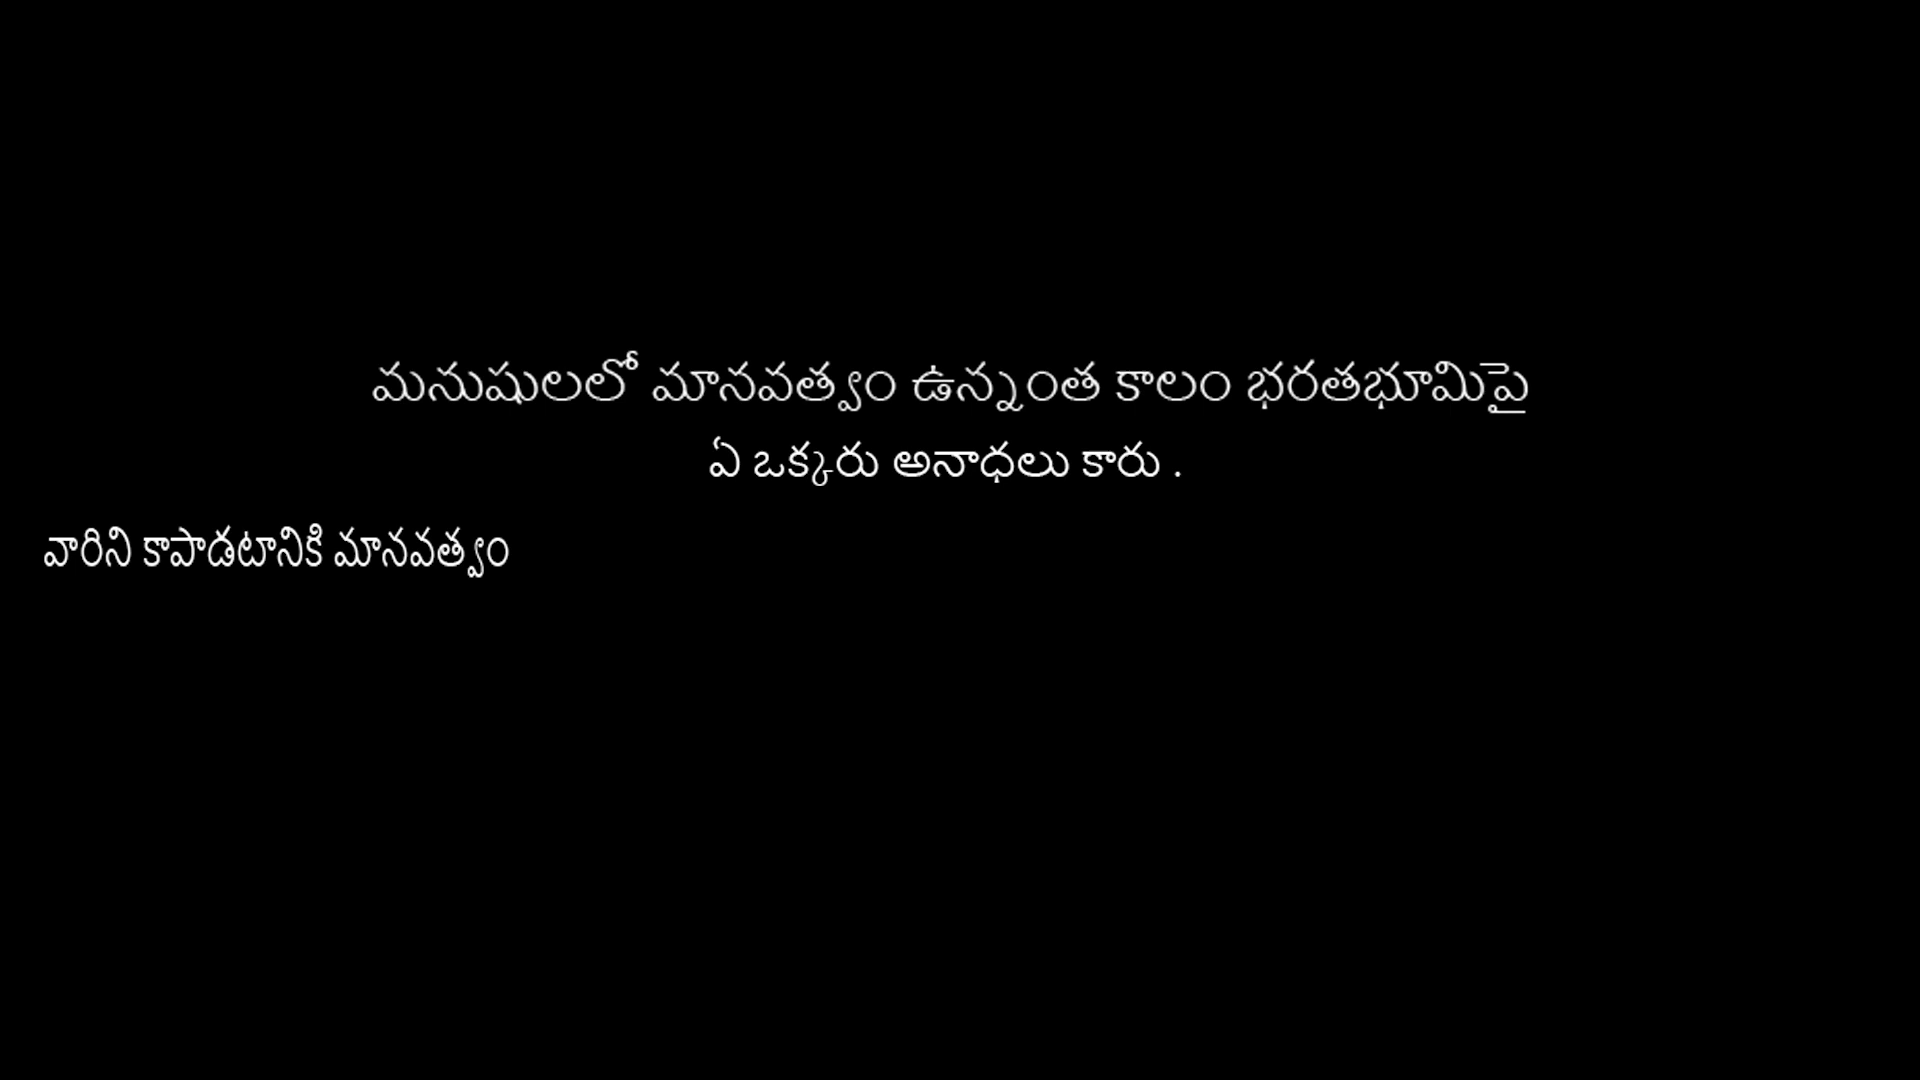 మనుషులలో మానవత్వం ఉన్నంత కాలం భరతభూమిపై
ఏ ఒక్కరు అనాధలు కారు .
వారిని కాపాడటానికి మానవత్వం